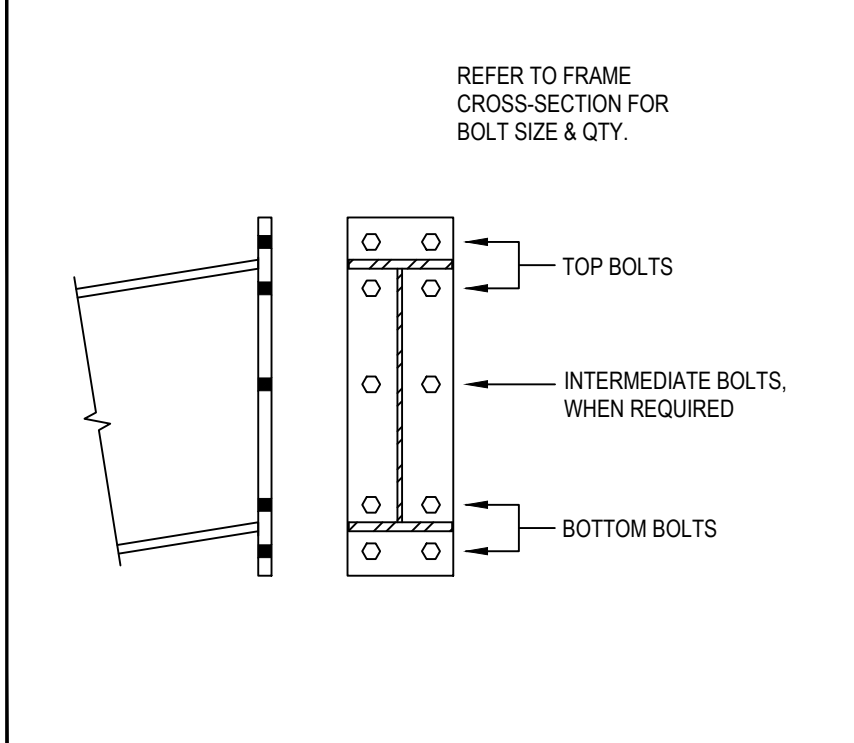 REFER TO FRAME
CROSS-SECTION FOR
BOLT SIZE & QTY.
TOP BOLTS
INTERMEDIATE BOLTS,
WHEN REQUIRED
BOTTOM BOLTS